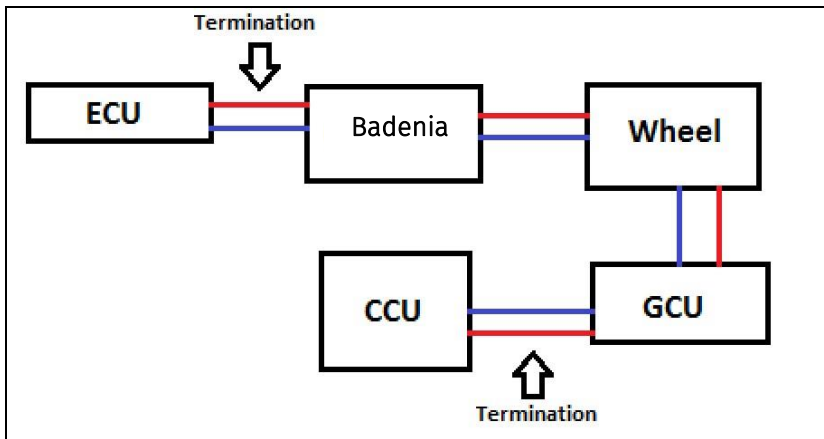 Termination
ECU
Badenia
Wheel
CCU
GCU
Termination